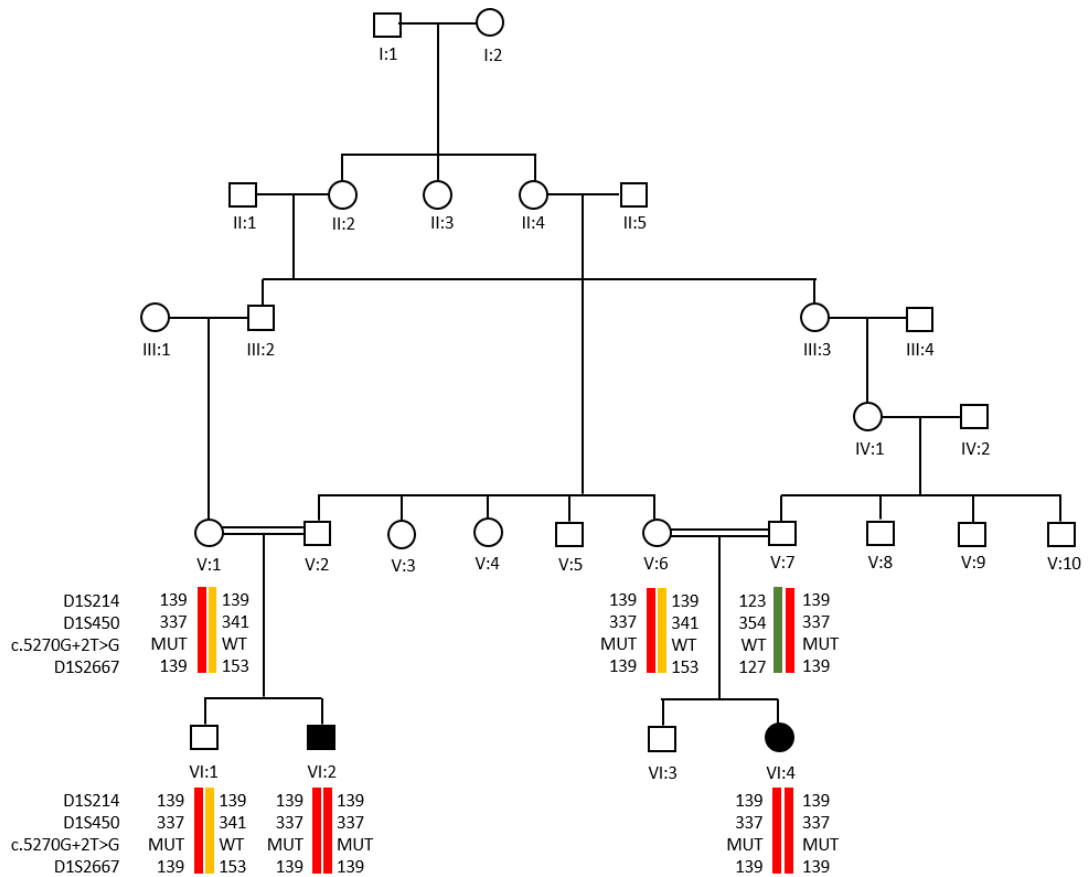 I:1 I:2
II:1 II:2 II:3 II:4 II:5
III:1 III:2 III:3 III:4
IV:1 IV:2
V:1 V:2 V:3 V:4 V:5 V:6 V:7 V:8 V:9 V:10
D1S214 139 139 139 139 123 139
D1S450 337 341 337 341 354 337
c.5270G+2T>G MUT WT MUT WT WT MUT
D1S2667 139 153 139 153 127 139
VI:1 VI:2 VI:3 VI:4
D1S214 139 139 139 139 139 139
D1S450 337 341 337 337 337 337
c.5270G+2T>G MUT WT MUT MUT MUT MUT
D1S2667 139 153 139 139 139 139